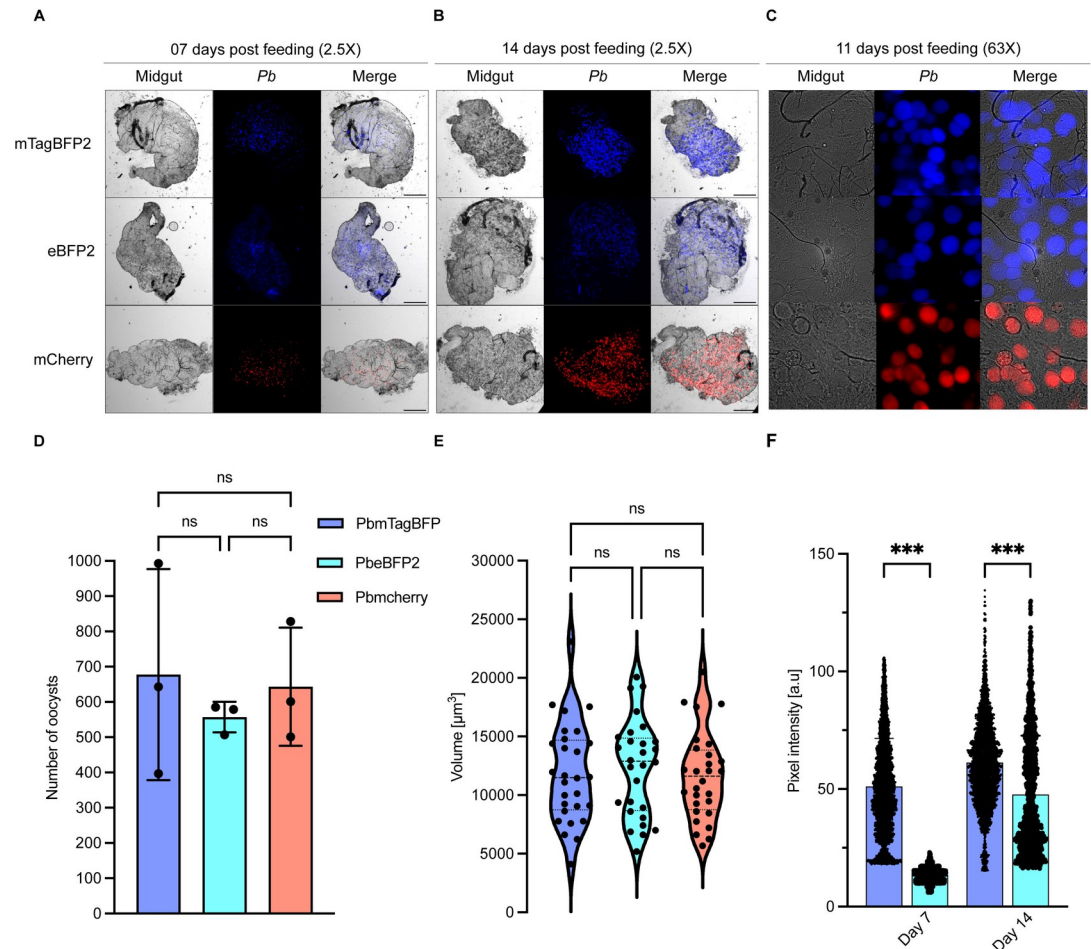 A
B
C
07 days post feeding (2.5X)
14 days post feeding (2.5X)
11 days post feeding (63X)
Midgut Pb Merge
Midgut Pb Merge
Midgut Pb Merge
mTagBFP2
eBFP2
mCherry
D
E
F
ns
ns ns
PbmTagBFP
PbeBFP2
Pbmcherry
Number of oocysts
1000
900
800
700
600
500
400
300
200
100
0
ns
ns ns
Volume [µm³]
30000
25000
20000
15000
10000
5000
0
*** ***
Pixel intensity [a.u]
150
100
50
0
Day 7
Day 14